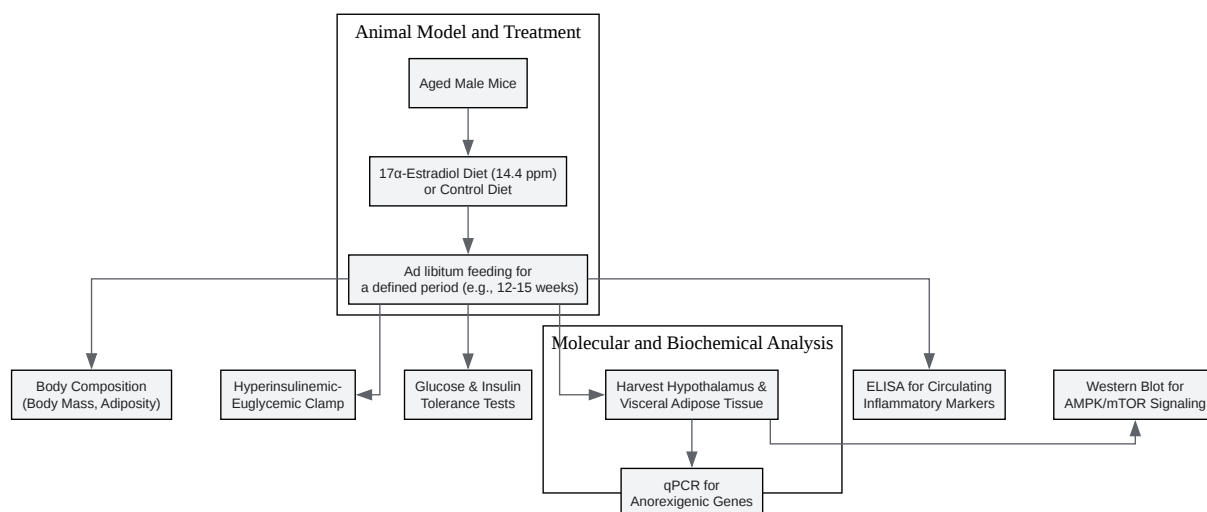 Animal Model and Treatment
Aged Male Mice
17α-Estradiol Diet (14.4 ppm)
or Control Diet
Ad libitum feeding for
a defined period (e.g., 12-15 weeks)
Molecular and Biochemical Analysis
Body Composition
(Body Mass, Adiposity)
Hyperinsulinemic-
Euglycemic Clamp
Glucose & Insulin
Tolerance Tests
Harvest Hypothalamus &
Visceral Adipose Tissue
ELISA for Circulating
Inflammatory Markers
Western Blot for
AMPK/mTOR Signaling
qPCR for
Anorexigenic Genes